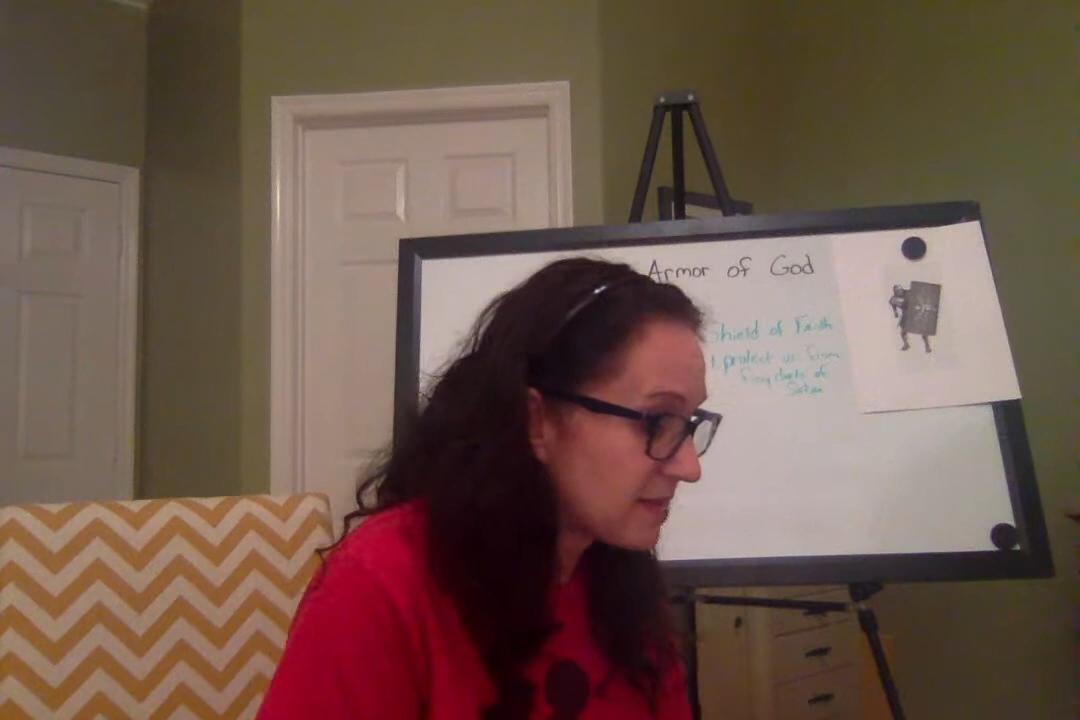 Armor of God
Shield of Faith
protect us from
fiery darts of
Satan